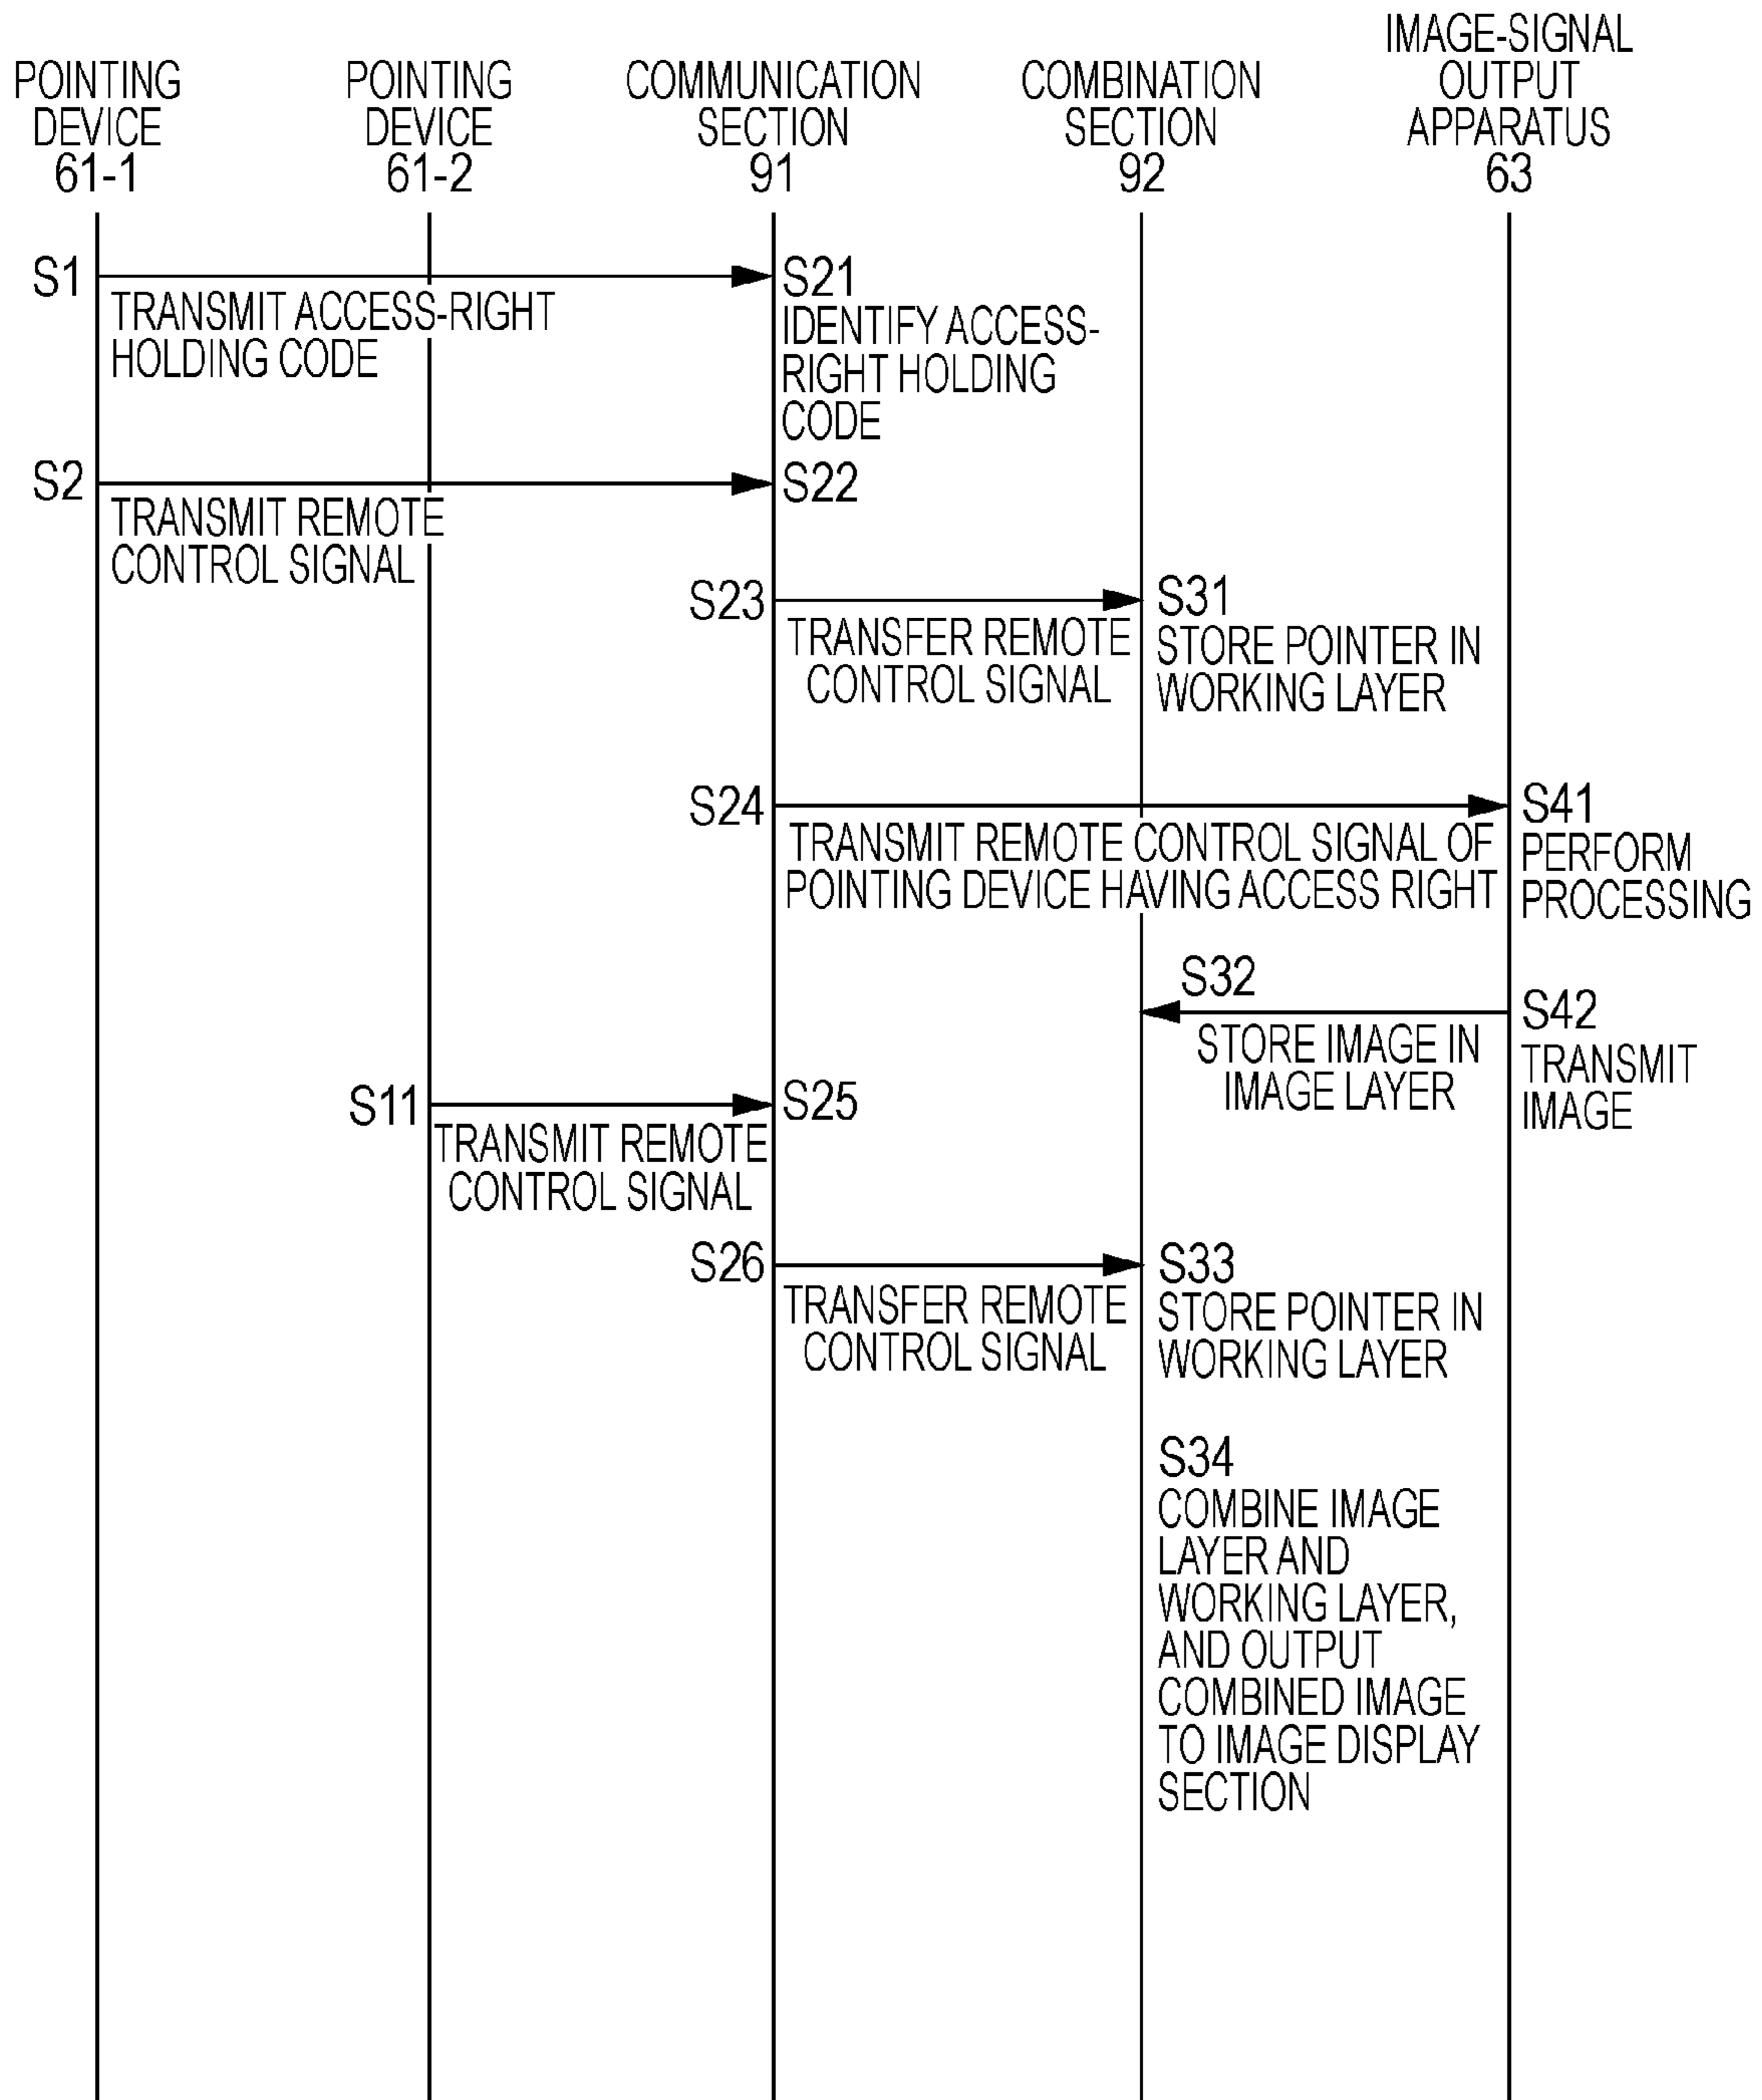 POINTING
DEVICE
61-1
POINTING
DEVICE
61-2
COMMUNICATION
SECTION
91
COMBINATION
SECTION
92
IMAGE-SIGNAL
OUTPUT
APPARATUS
63
S1
TRANSMIT ACCESS-RIGHT
HOLDING CODE
S21
IDENTIFY ACCESS-
RIGHT HOLDING
CODE
S2
TRANSMIT REMOTE
CONTROL SIGNAL
S22
S23
TRANSFER REMOTE
CONTROL SIGNAL
S31
STORE POINTER IN
WORKING LAYER
S24
TRANSMIT REMOTE CONTROL SIGNAL OF
POINTING DEVICE HAVING ACCESS RIGHT
S41
PERFORM
PROCESSING
S32
STORE IMAGE IN
IMAGE LAYER
S42
TRANSMIT
IMAGE
S11
TRANSMIT REMOTE
CONTROL SIGNAL
S25
S26
TRANSFER REMOTE
CONTROL SIGNAL
S33
STORE POINTER IN
WORKING LAYER
S34
COMBINE IMAGE
LAYER AND
WORKING LAYER,
AND OUTPUT
COMBINED IMAGE
TO IMAGE DISPLAY
SECTION